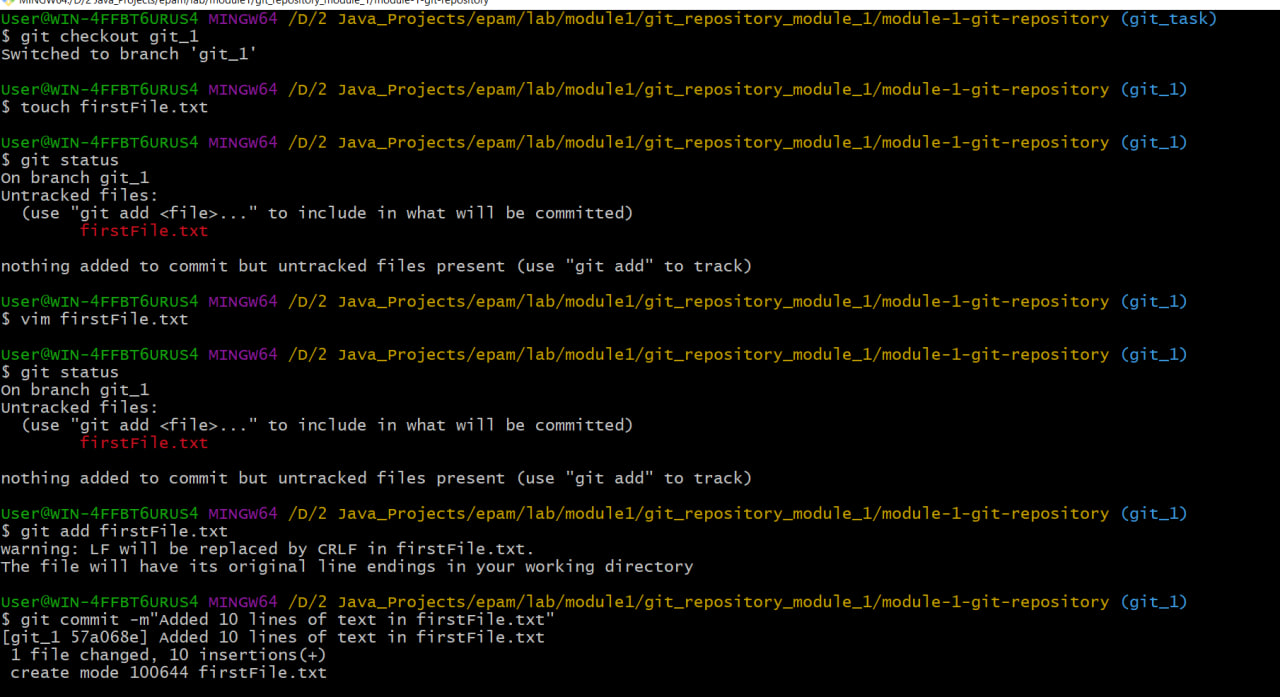 MINGW64:/D/2 Java_Projects/epam/lab/module1/git_repository_module_1/module-1-git-repository
User@WIN-4FFBT6URUS4 MINGW64 /D/2 Java_Projects/epam/lab/module1/git_repository_module_1/module-1-git-repository (git_task)
$ git checkout git_1
Switched to branch 'git_1'
User@WIN-4FFBT6URUS4 MINGW64 /D/2 Java_Projects/epam/lab/module1/git_repository_module_1/module-1-git-repository (git_1)
$ touch firstFile.txt
User@WIN-4FFBT6URUS4 MINGW64 /D/2 Java_Projects/epam/lab/module1/git_repository_module_1/module-1-git-repository (git_1)
$ git status
On branch git_1
Untracked files:
  (use "git add <file>..." to include in what will be committed)
        firstFile.txt
nothing added to commit but untracked files present (use "git add" to track)
User@WIN-4FFBT6URUS4 MINGW64 /D/2 Java_Projects/epam/lab/module1/git_repository_module_1/module-1-git-repository (git_1)
$ vim firstFile.txt
User@WIN-4FFBT6URUS4 MINGW64 /D/2 Java_Projects/epam/lab/module1/git_repository_module_1/module-1-git-repository (git_1)
$ git status
On branch git_1
Untracked files:
  (use "git add <file>..." to include in what will be committed)
        firstFile.txt
nothing added to commit but untracked files present (use "git add" to track)
User@WIN-4FFBT6URUS4 MINGW64 /D/2 Java_Projects/epam/lab/module1/git_repository_module_1/module-1-git-repository (git_1)
$ git add firstFile.txt
warning: LF will be replaced by CRLF in firstFile.txt.
The file will have its original line endings in your working directory
User@WIN-4FFBT6URUS4 MINGW64 /D/2 Java_Projects/epam/lab/module1/git_repository_module_1/module-1-git-repository (git_1)
$ git commit -m"Added 10 lines of text in firstFile.txt"
[git_1 57a068e] Added 10 lines of text in firstFile.txt
 1 file changed, 10 insertions(+)
 create mode 100644 firstFile.txt